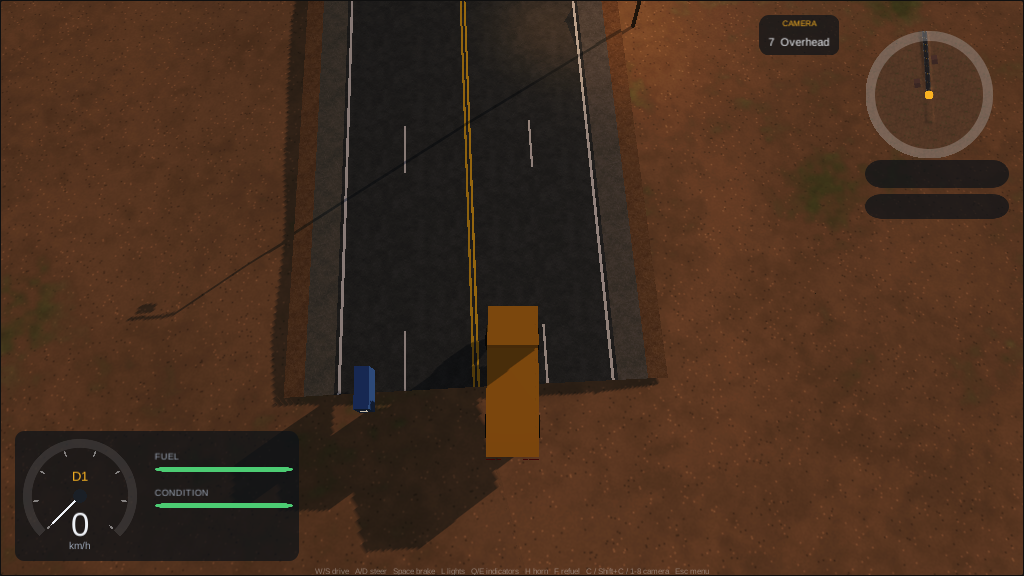 CAMERA
7 Overhead
FUEL
D1
CONDITION
0
km/h
W/S drive A/D steer Space brake L lights Q/E indicators H horn F refuel C / Shift+C / 1-8 camera Esc menu